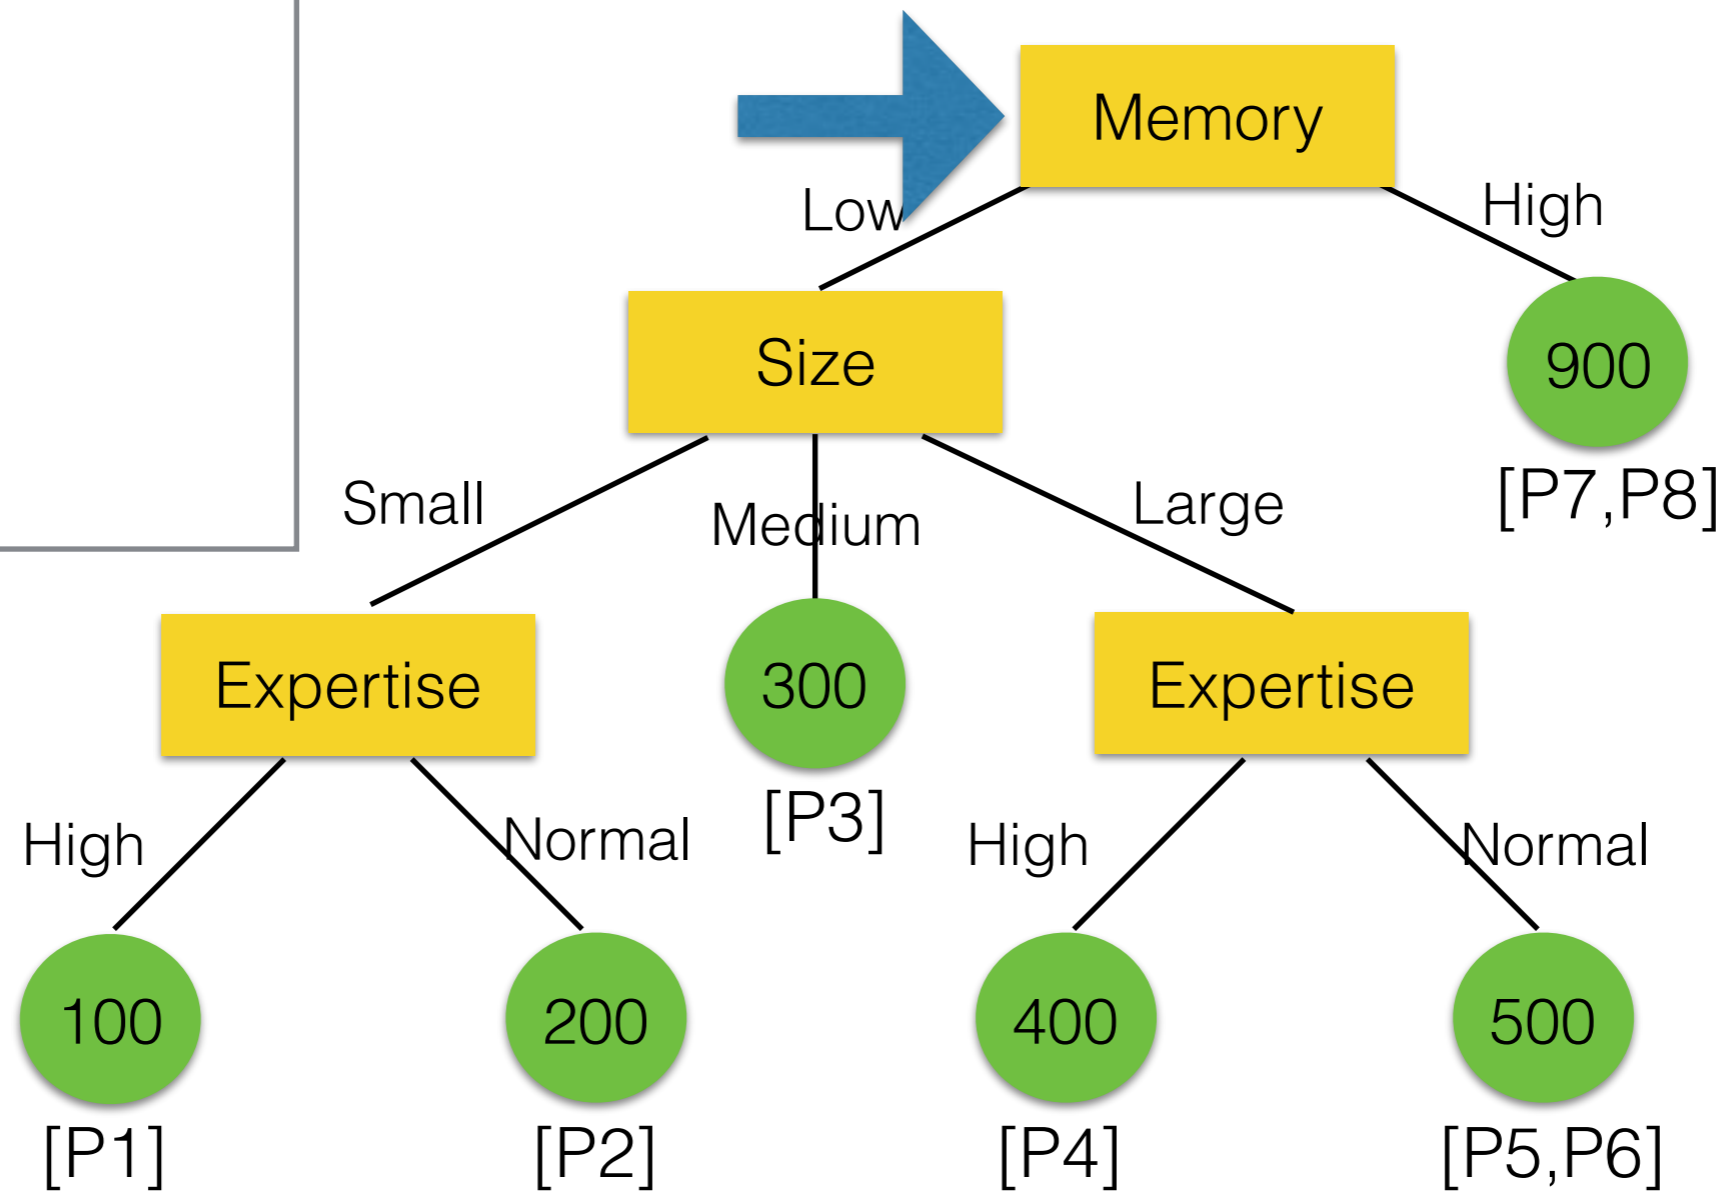 Memory
Low
High
Size
900
[P7,P8]
Small
Medium
Large
Expertise
300
Expertise
[P3]
High
Normal
High
Normal
100
200
400
500
[P1]
[P2]
[P4]
[P5,P6]